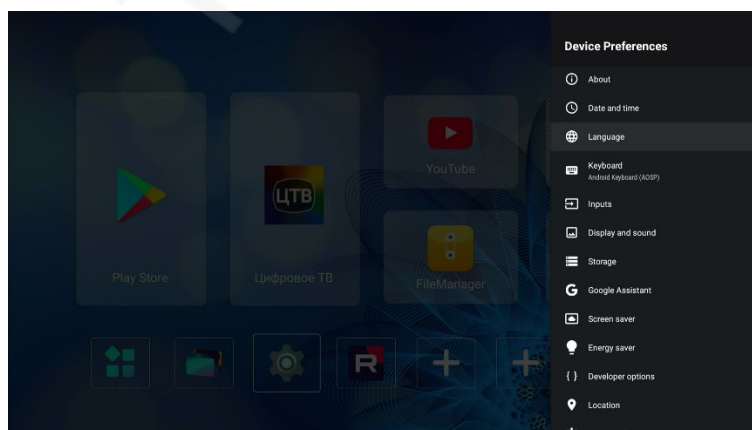 Device Preferences
About
Date and time
Language
Keyboard
Android Keyboard (AOSP)
Inputs
Display and sound
Storage
Google Assistant
Screen saver
Energy saver
Developer options
Location
YouTube
ЦТВ
Play Store
Цифровое ТВ
FileManager
R